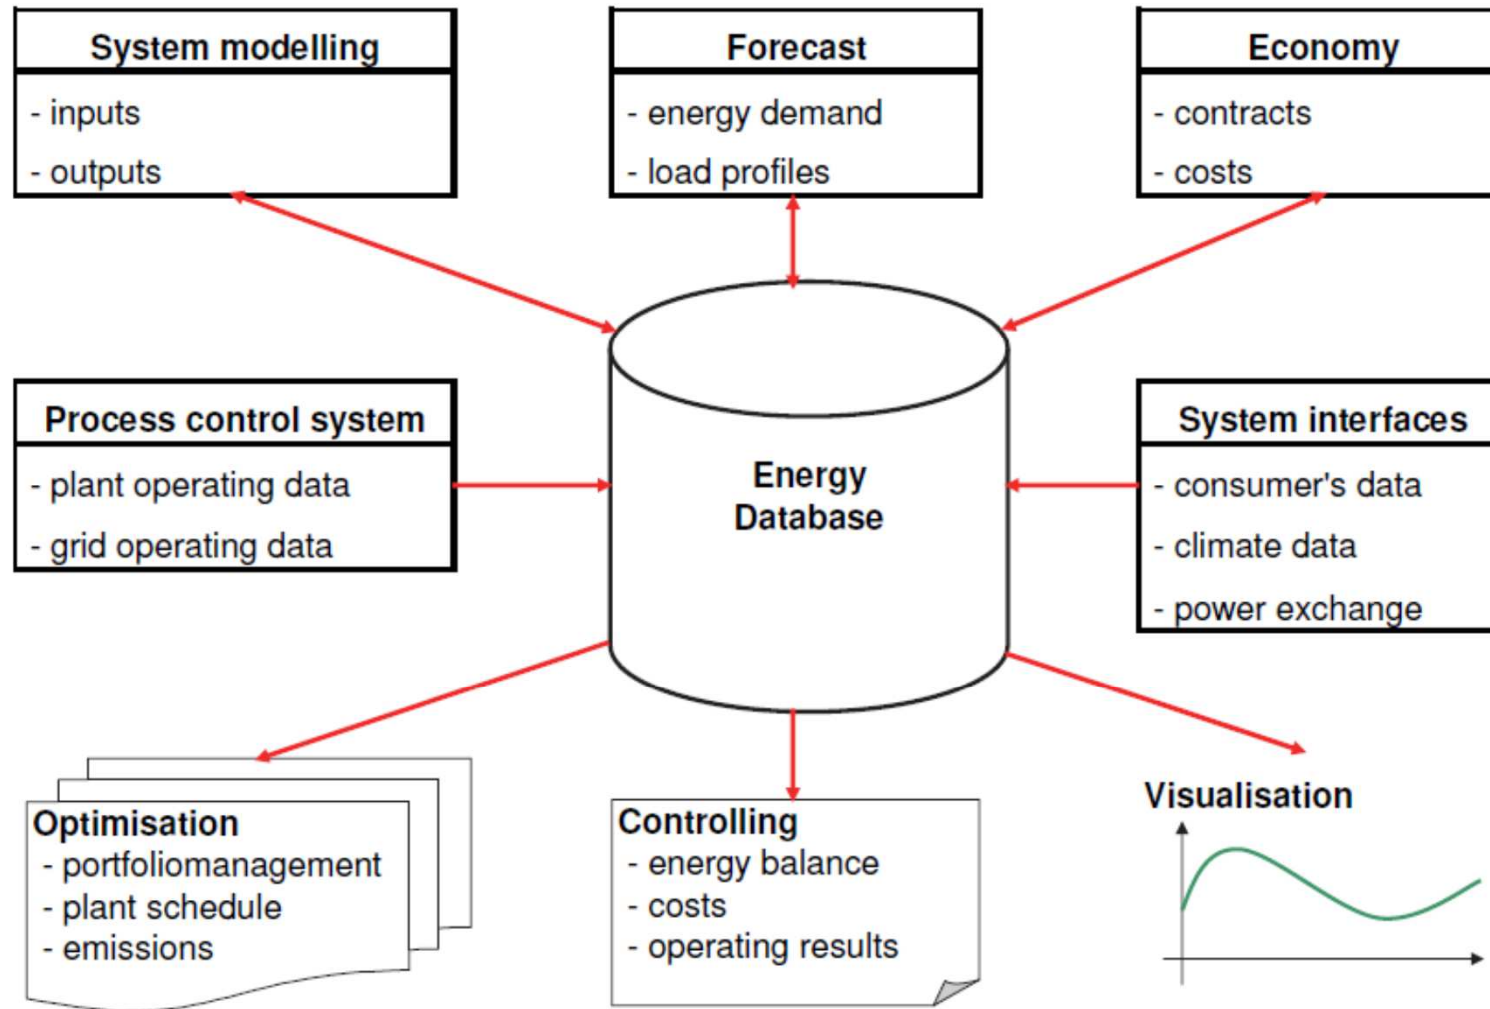 System modelling
- inputs
- outputs
Forecast
- energy demand
- load profiles
Economy
- contracts
- costs
Process control system
- plant operating data
- grid operating data
Energy
Database
System interfaces
- consumer's data
- climate data
- power exchange
Optimisation
- portfoliomanagement
- plant schedule
- emissions
Controlling
- energy balance
- costs
- operating results
Visualisation